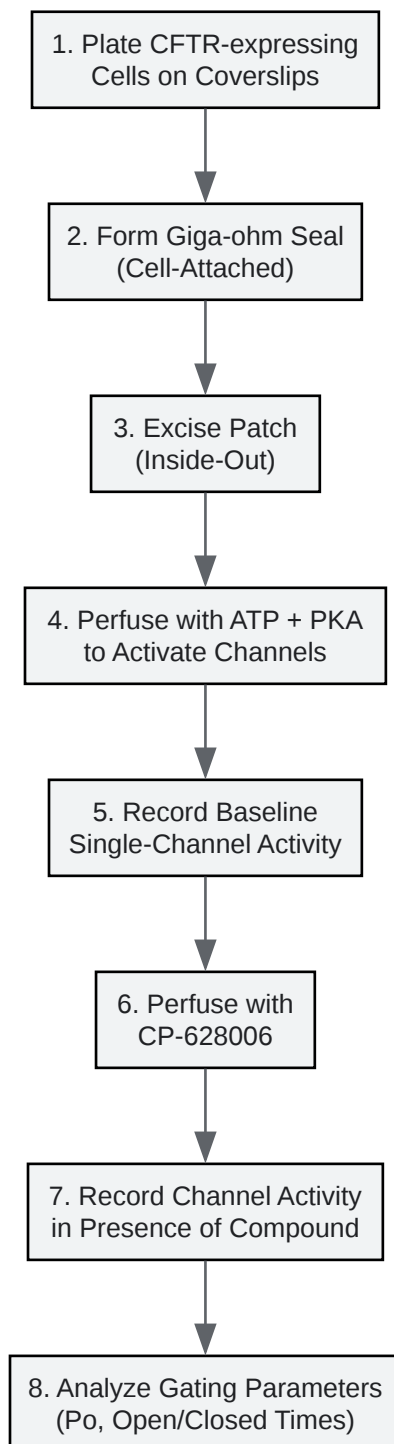 1. Plate CFTR-expressing
Cells on Coverslips
2. Form Giga-ohm Seal
(Cell-Attached)
3. Excise Patch
(Inside-Out)
4. Perfuse with ATP + PKA
to Activate Channels
5. Record Baseline
Single-Channel Activity
6. Perfuse with
CP-628006
7. Record Channel Activity
in Presence of Compound
8. Analyze Gating Parameters
(Po, Open/Closed Times)